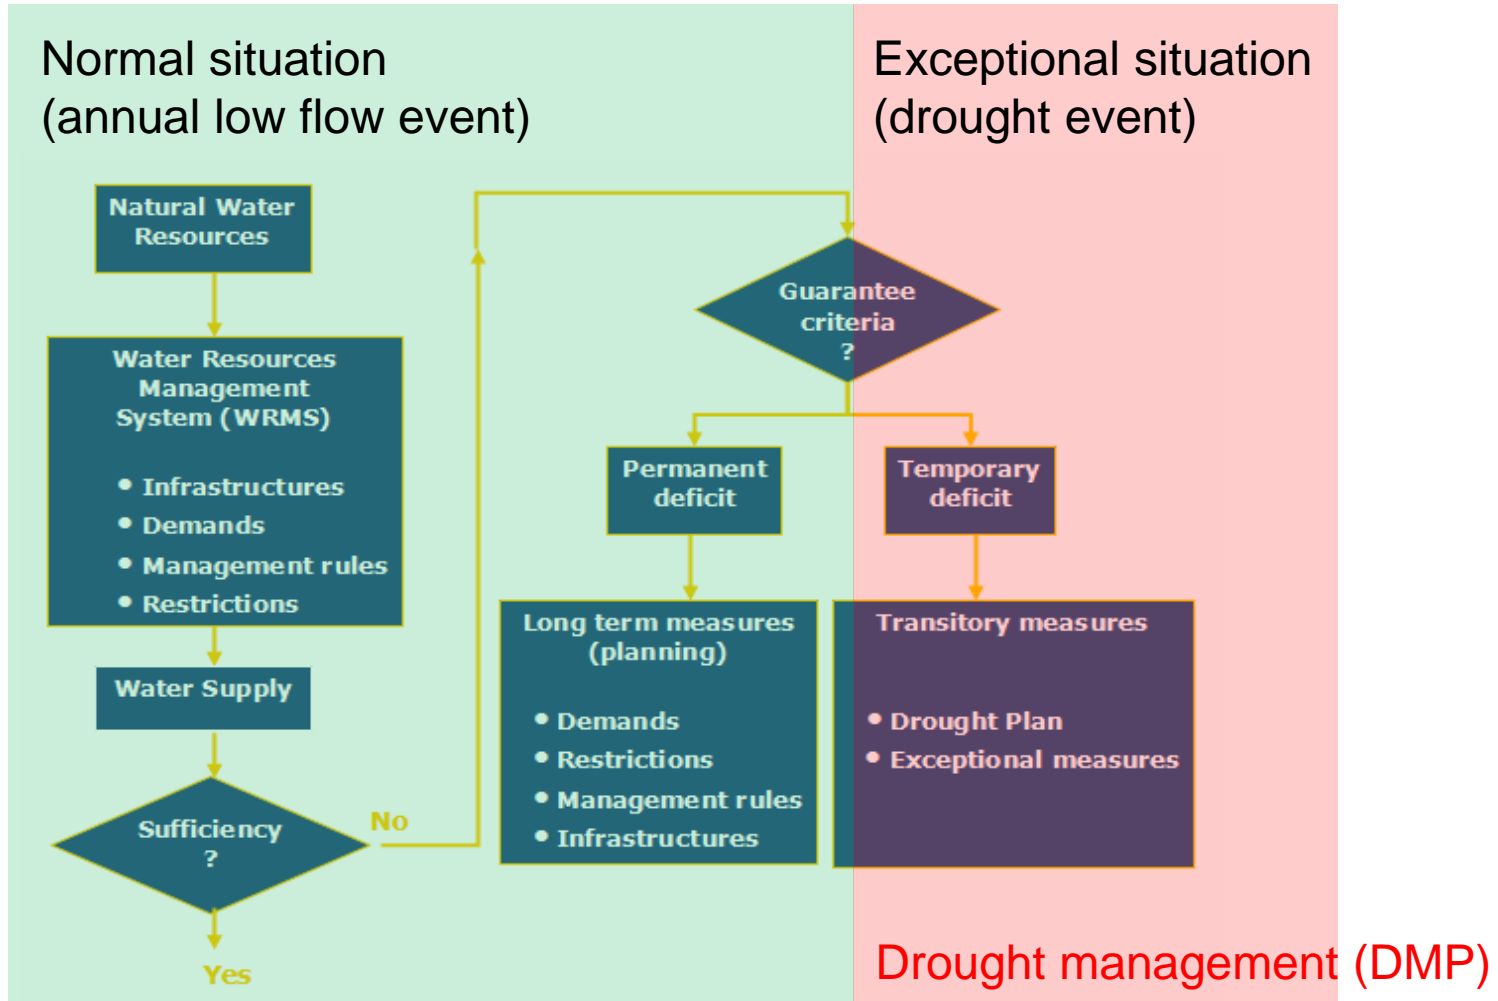 Normal situation
(annual low flow event)
Exceptional situation
(drought event)
Natural Water
Resources
Water Resources
Management
System (WRMS)
• Infrastructures
• Demands
• Management rules
• Restrictions
Water Supply
Sufficiency
?
No
Yes
Guarantee
criteria
?
Permanent
deficit
Temporary
deficit
Long term measures
(planning)
• Demands
• Restrictions
• Management rules
• Infrastructures
Transitory measures
• Drought Plan
• Exceptional measures
Drought management (DMP)